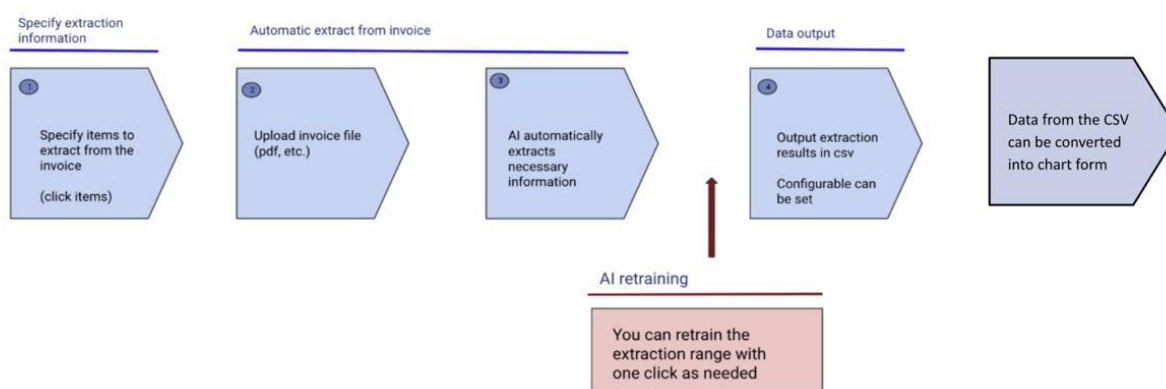 Specify extraction
information
Automatic extract from invoice
Data output
1
Specify items to
extract from the
invoice
(click items)
2
Upload invoice file
(pdf, etc.)
3
AI automatically
extracts
necessary
information
4
Output extraction
results in csv
Configurable can
be set
Data from the CSV
can be converted
into chart form
AI retraining
You can retrain the
extraction range with
one click as needed